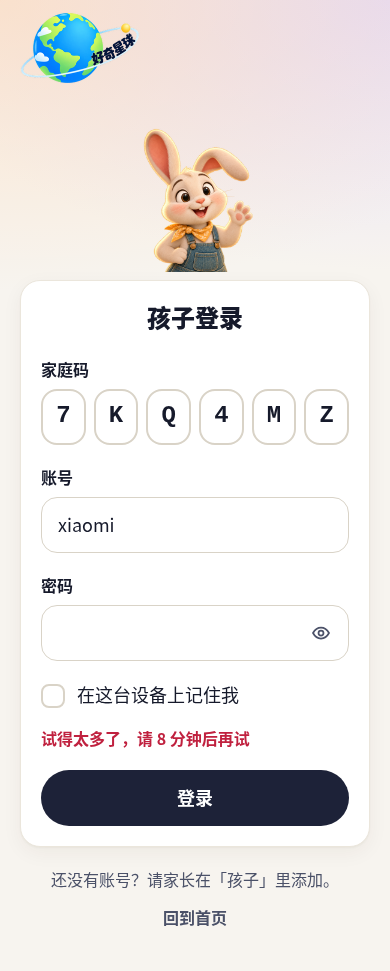 好奇星球
孩子登录
家庭码
7 K Q 4 M Z
账号
xiaomi
密码
在这台设备上记住我
试得太多了，请 8 分钟后再试
登录
还没有账号？请家长在「孩子」里添加。
回到首页